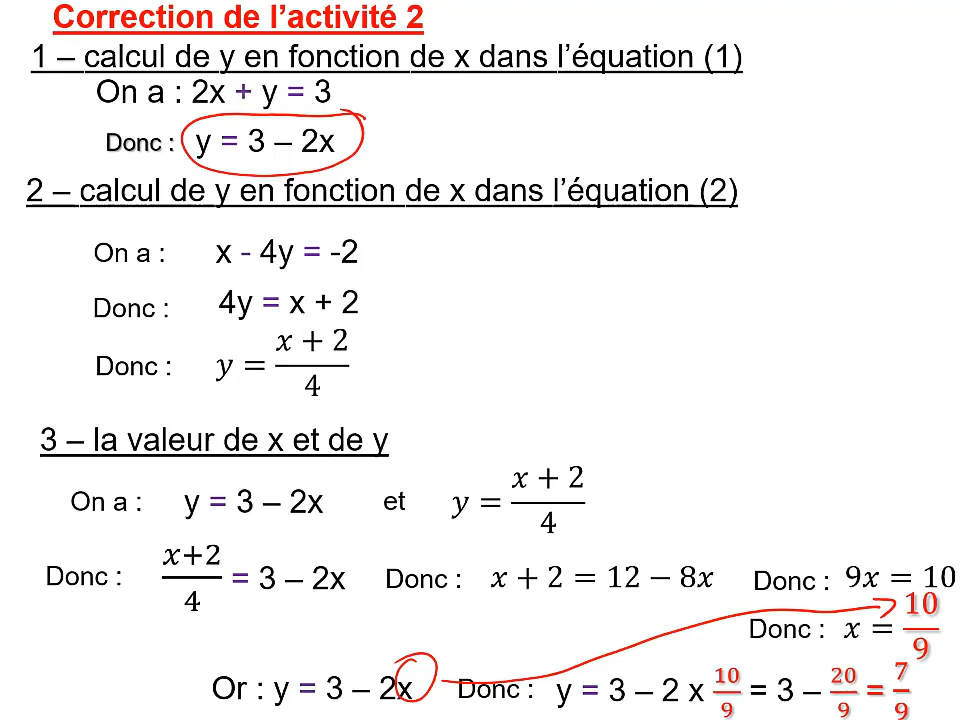 Correction de l'activité 2
1 – calcul de y en fonction de x dans l'équation (1)
On a : 2x + y = 3
Donc : y = 3 – 2x
2 – calcul de y en fonction de x dans l'équation (2)
On a : x - 4y = -2
Donc : 4y = x + 2
Donc : y = (x + 2)/4
3 – la valeur de x et de y
On a : y = 3 – 2x et y = (x + 2)/4
Donc : (x+2)/4 = 3 – 2x Donc : x + 2 = 12 − 8x Donc : 9x = 10
Donc : x = 10/9
Or : y = 3 – 2x Donc : y = 3 – 2 x 10/9 = 3 – 20/9 = 7/9